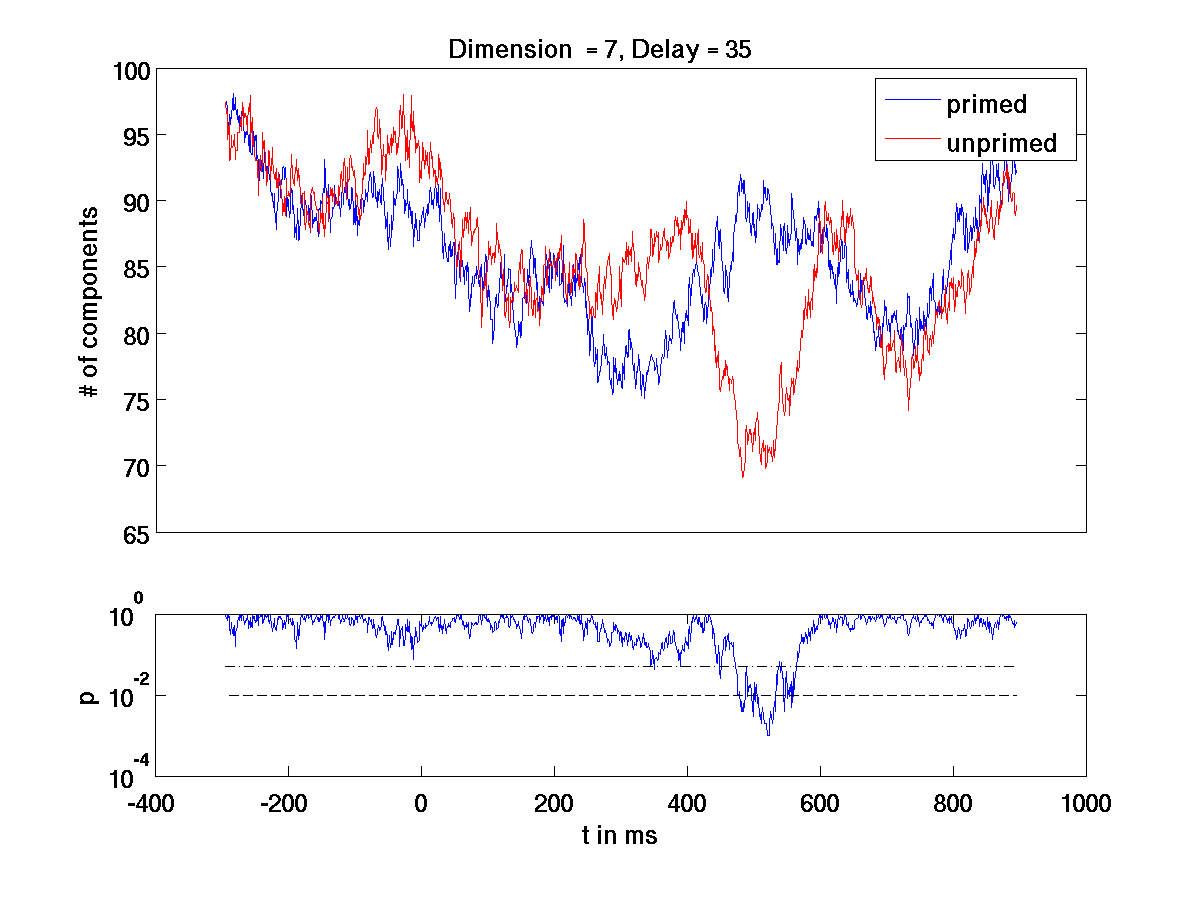 Dimension = 7, Delay = 35
100
95
90
85
80
75
70
65
# of components
primed
unprimed
10^0
10^-2
10^-4
p
-400 -200 0 200 400 600 800 1000
t in ms